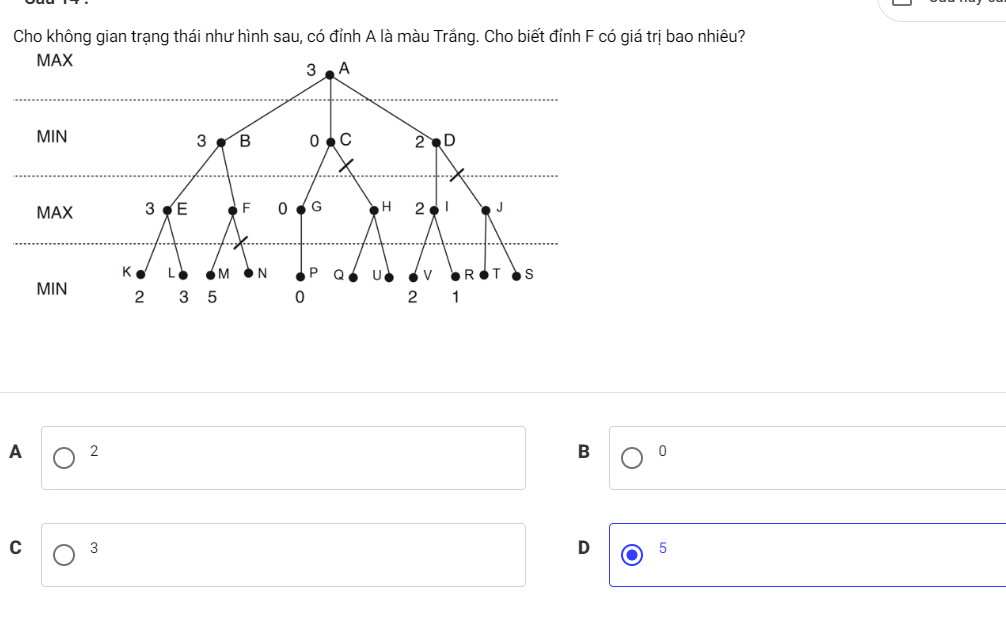 Cho không gian trạng thái như hình sau, có đỉnh A là màu Trắng. Cho biết đỉnh F có giá trị bao nhiêu?
MAX
3 A
MIN
3 B 0 C 2 D
MAX
3 E F 0 G H 2 I J
K L M N P Q U V R T S
MIN
2 3 5 0 2 1
A 2
B 0
C 3
D 5